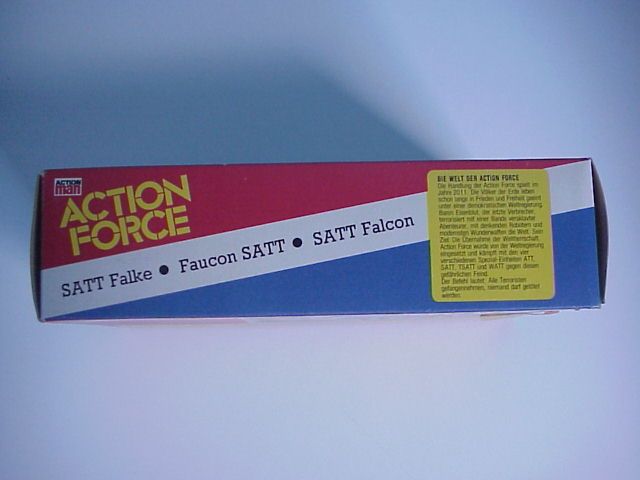 ACTION
man
ACTION
FORCE
SATT Falke • Faucon SATT • SATT Falcon
DIE WELT DER ACTION FORCE
Die Handlung der Action Force spielt im
Jahre 2011: Die Völker der Erde leben
schon lange in Frieden und Freiheit geeint
unter einer demokratischen Weltregierung.
Baron Eisenblut, der letzte Verbrecher,
terrorisiert mit einer Bande versklavter
Abenteurer, mit denkenden Robotern und
modernsten Wunderwaffen die Welt. Sein
Ziel: Die Übernahme der Weltherrschaft.
Action Force wurde von der Weltregierung
eingesetzt und kämpft mit den vier
verschiedenen Spezial-Einheiten ATT,
SATT, TSATT und WATT gegen diesen
gefährlichen Feind.
Der Befehl lautet: Alle Terroristen
gefangennehmen, niemand darf getötet
werden.